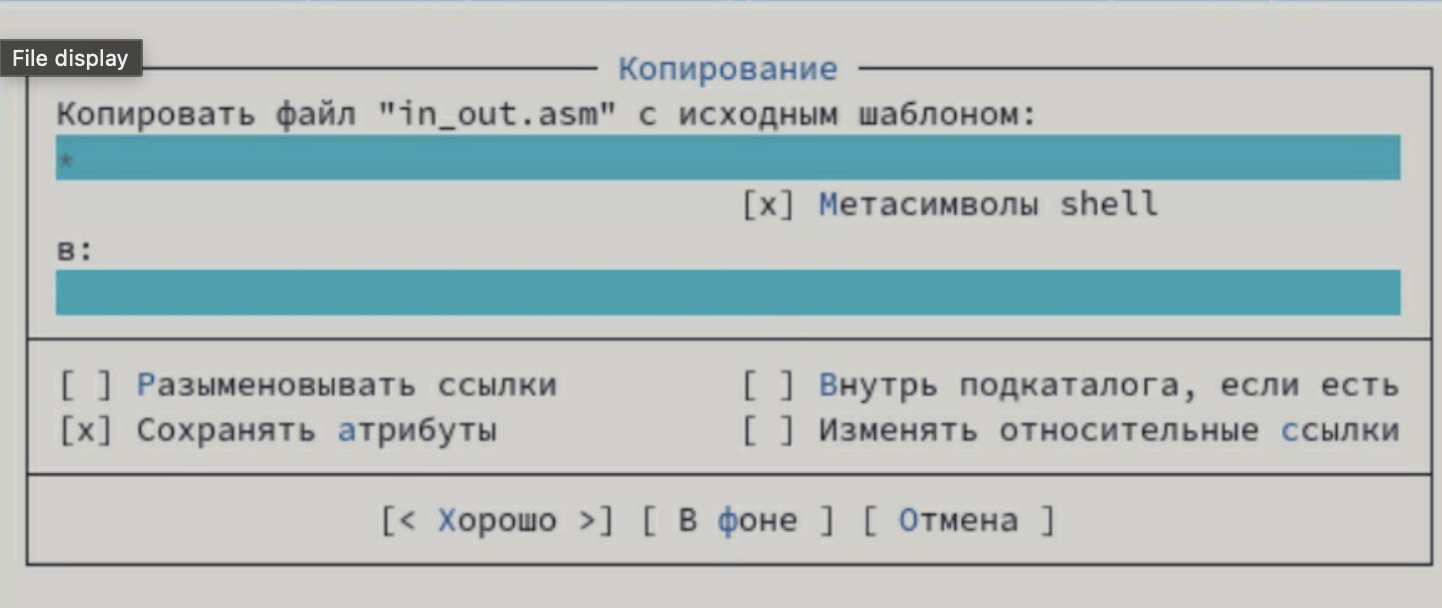 File display
Копирование
Копировать файл "in_out.asm" с исходным шаблоном:
*
[x] Метасимволы shell
в:
[ ] Разыменовывать ссылки [ ] Внутрь подкаталога, если есть
[x] Сохранять атрибуты [ ] Изменять относительные ссылки
[< Хорошо >] [ В фоне ] [ Отмена ]